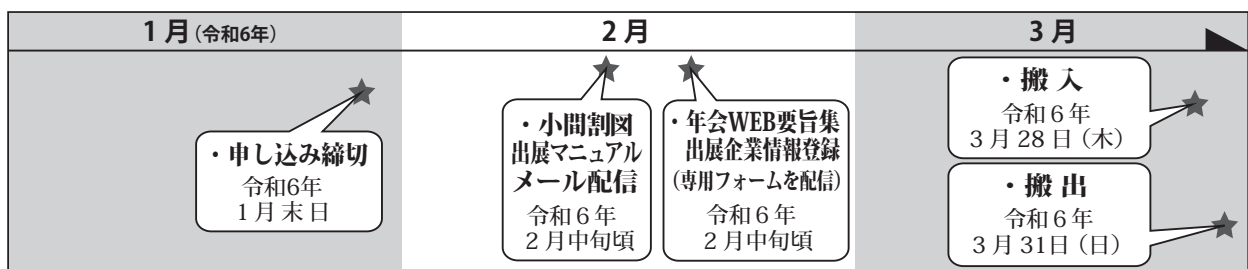 1月(令和6年)
2月
3月
・申し込み締切
令和6年
1月末日
・小間割図
出展マニュアル
メール配信
令和6年
2月中旬頃
・年会WEB要旨集
出展企業情報登録
(専用フォームを配信)
令和6年
2月中旬頃
・搬入
令和6年
3月28日(木)
・搬出
令和6年
3月31日(日)